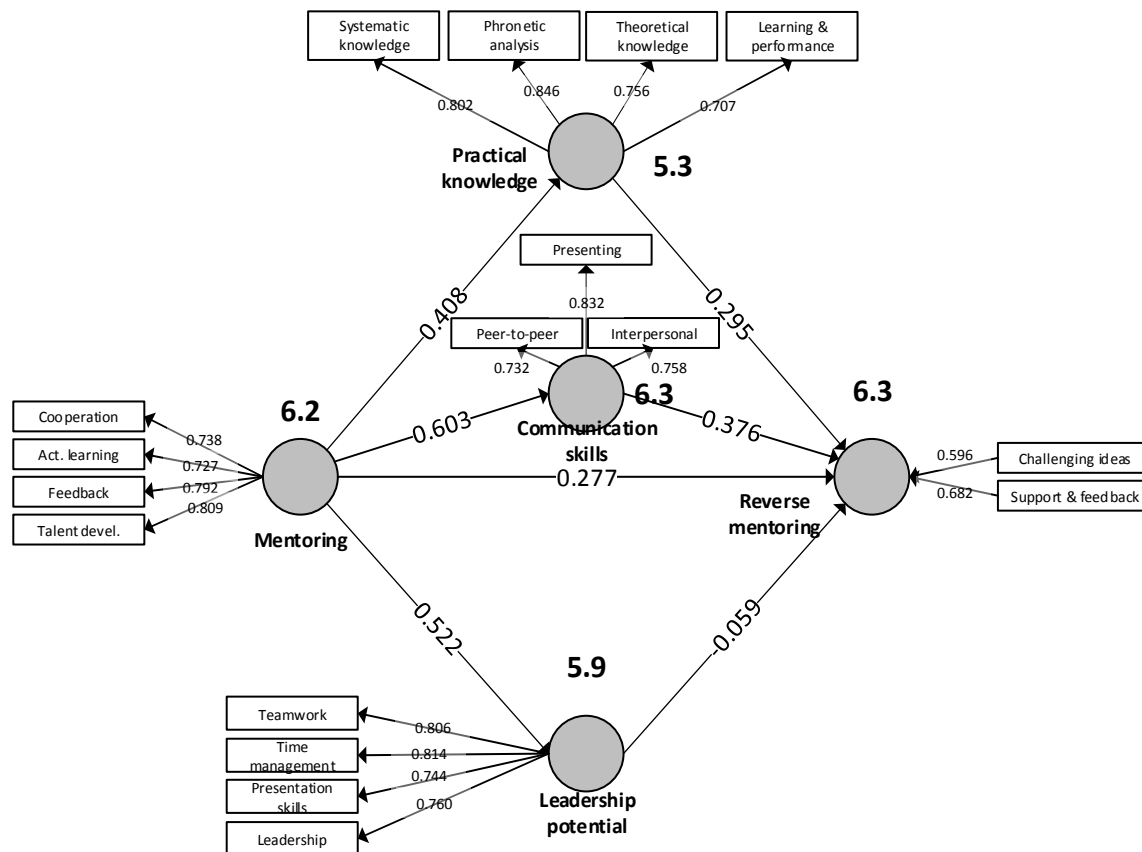 Systematic
knowledge
Phronetic
analysis
Theoretical
knowledge
Learning &
performance
0.802
0.846
0.756
0.707
Practical
knowledge
5.3
Presenting
0.832
0.408
0.295
Peer-to-peer
Interpersonal
0.732
0.758
6.2
6.3
6.3
Cooperation
0.738
0.603
Communication
skills
0.376
Act. learning
0.727
0.277
Feedback
0.792
Talent devel.
0.809
Mentoring
Reverse
mentoring
0.596
Challenging ideas
0.682
Support & feedback
0.522
-0.059
5.9
Teamwork
0.806
Time
management
0.814
Presentation
skills
0.744
Leadership
0.760
Leadership
potential